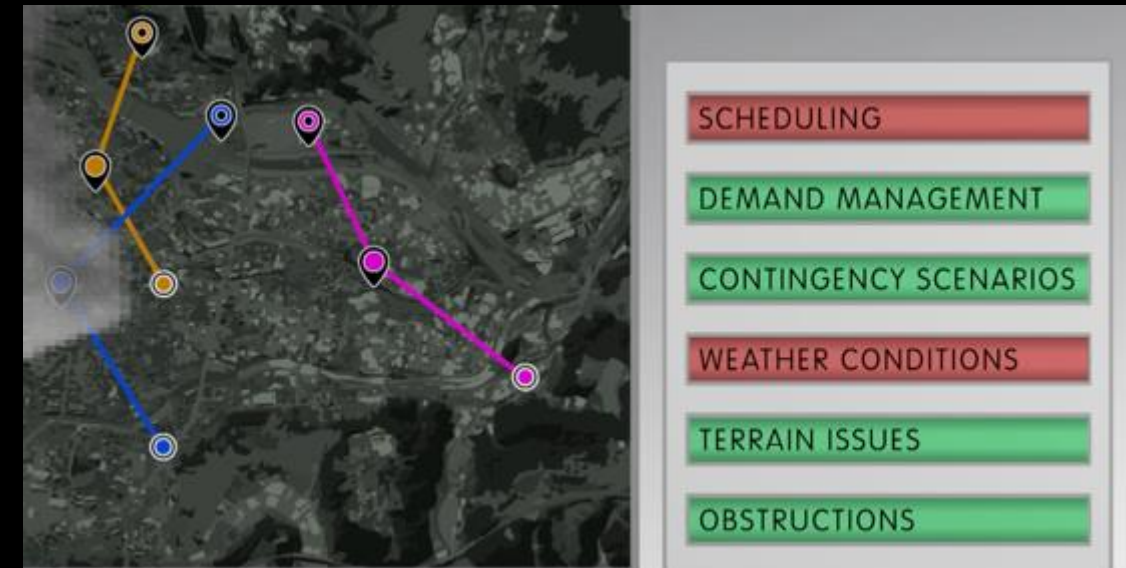 SCHEDULING
DEMAND MANAGEMENT
CONTINGENCY SCENARIOS
WEATHER CONDITIONS
TERRAIN ISSUES
OBSTRUCTIONS